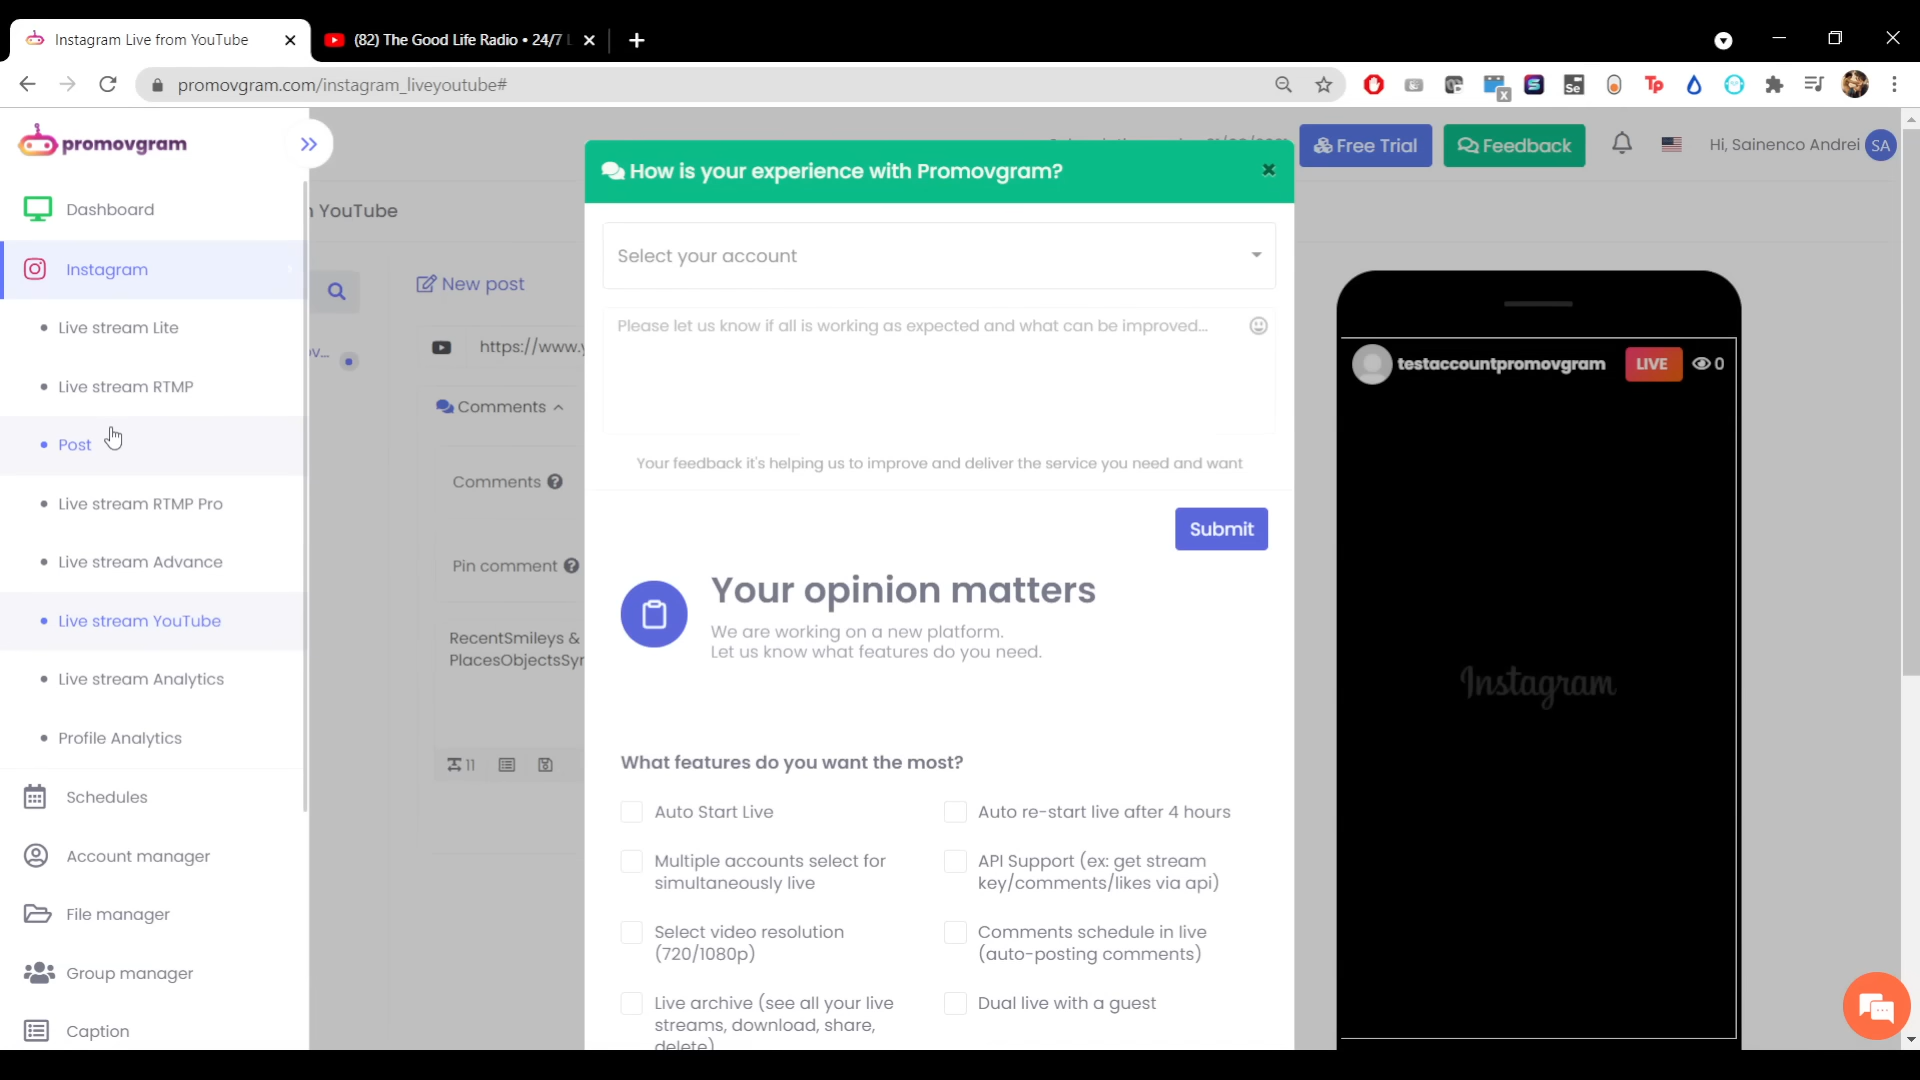 Instagram Live from YouTube
(82) The Good Life Radio • 24/7
promovgram.com/instagram_liveyoutube#
promovgram
Free Trial
Feedback
Hi, Sainenco Andrei SA
Dashboard
YouTube
Instagram
Live stream Lite
Live stream RTMP
Post
Live stream RTMP Pro
Live stream Advance
Live stream YouTube
Live stream Analytics
Profile Analytics
Schedules
Account manager
File manager
Group manager
Caption
New post
https://www.y
Comments
Comments
Pin comment
RecentSmileys &
PlacesObjectsSyr
11
How is your experience with Promovgram?
Select your account
Please let us know if all is working as expected and what can be improved...
Your feedback it's helping us to improve and deliver the service you need and want
Submit
Your opinion matters
We are working on a new platform.
Let us know what features do you need.
What features do you want the most?
Auto Start Live
Auto re-start live after 4 hours
Multiple accounts select for
simultaneously live
API Support (ex: get stream
key/comments/likes via api)
Select video resolution
(720/1080p)
Comments schedule in live
(auto-posting comments)
Live archive (see all your live
streams, download, share,
delete)
Dual live with a guest
testaccountpromovgram
LIVE
0
Instagram